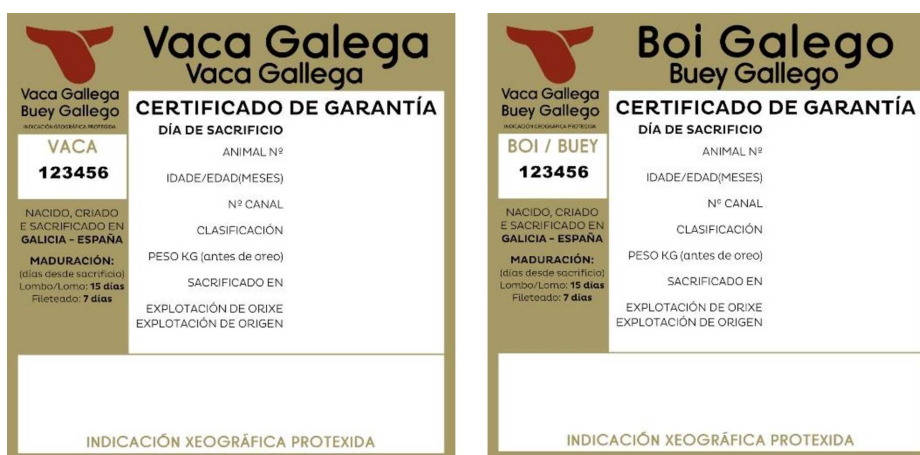 Vaca Galega
Vaca Gallega
Vaca Gallega
Buey Gallego
INDICACIÓN GEOGRÁFICA PROTEGIDA
VACA
123456
NACIDO, CRIADO
E SACRIFICADO EN
GALICIA - ESPAÑA
MADURACIÓN:
(días desde sacrificio)
Lombo/Lomo: 15 días
Fileteado: 7 días
CERTIFICADO DE GARANTÍA
DÍA DE SACRIFICIO
ANIMAL Nº
IDADE/EDAD(MESES)
Nº CANAL
CLASIFICACIÓN
PESO KG (antes de oreo)
SACRIFICADO EN
EXPLOTACIÓN DE ORIXE
EXPLOTACIÓN DE ORIGEN
INDICACIÓN XEOGRÁFICA PROTEXIDA
Boi Galego
Buey Gallego
Vaca Gallega
Buey Gallego
INDICACIÓN GEOGRÁFICA PROTEGIDA
BOI / BUEY
123456
NACIDO, CRIADO
E SACRIFICADO EN
GALICIA - ESPAÑA
MADURACIÓN:
(días desde sacrificio)
Lombo/Lomo: 15 días
Fileteado: 7 días
CERTIFICADO DE GARANTÍA
DÍA DE SACRIFICIO
ANIMAL Nº
IDADE/EDAD(MESES)
Nº CANAL
CLASIFICACIÓN
PESO KG (antes de oreo)
SACRIFICADO EN
EXPLOTACIÓN DE ORIXE
EXPLOTACIÓN DE ORIGEN
INDICACIÓN XEOGRÁFICA PROTEXIDA